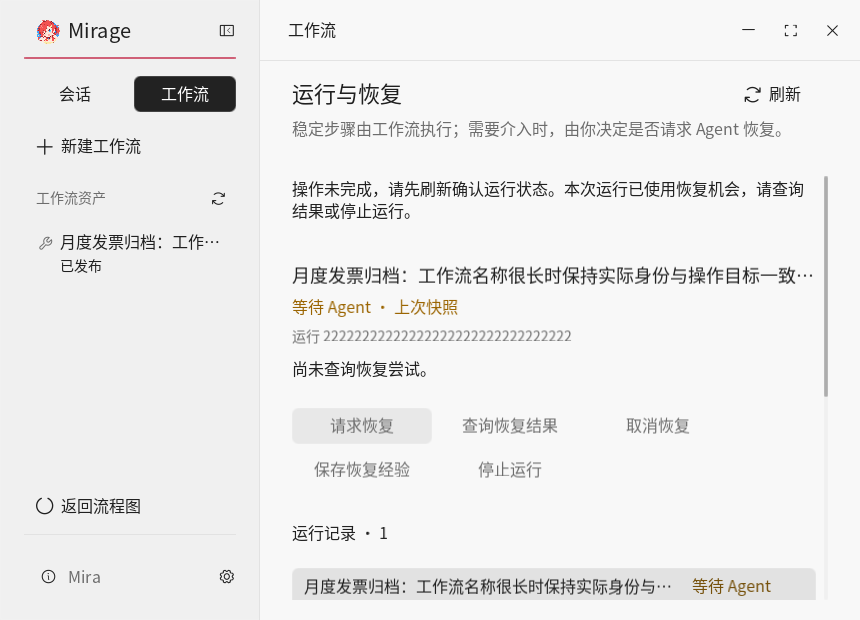 Mirage
工作流
会话
工作流
新建工作流
工作流资产
月度发票归档：工作…
已发布
返回流程图
Mira
运行与恢复
刷新
稳定步骤由工作流执行；需要介入时，由你决定是否请求 Agent 恢复。
操作未完成，请先刷新确认运行状态。本次运行已使用恢复机会，请查询
结果或停止运行。
月度发票归档：工作流名称很长时保持实际身份与操作目标一致…
等待 Agent · 上次快照
运行 22222222222222222222222222222222
尚未查询恢复尝试。
请求恢复
查询恢复结果
取消恢复
保存恢复经验
停止运行
运行记录 · 1
月度发票归档：工作流名称很长时保持实际身份与…
等待 Agent